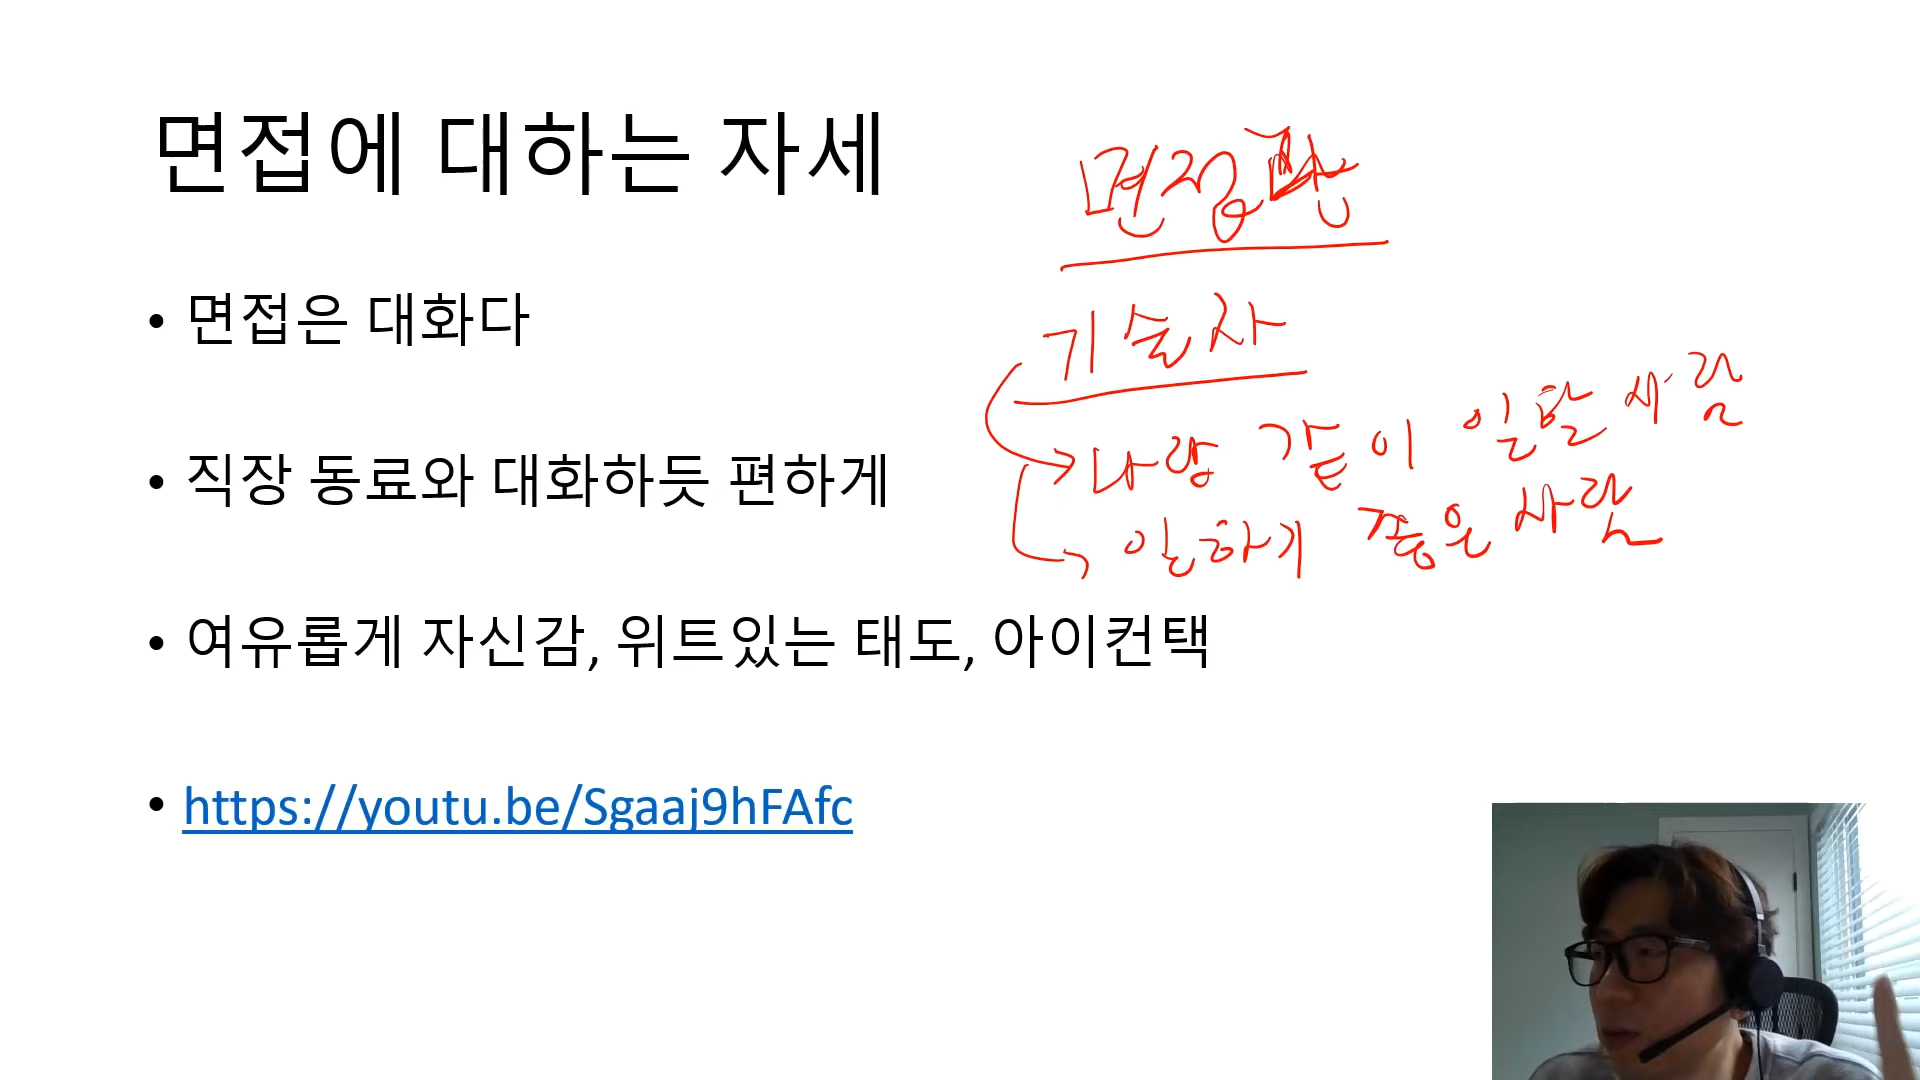 면접에 대하는 자세
면접관
기술자
• 면접은 대화다
나랑 같이 일할 사람
• 직장 동료와 대화하듯 편하게
일하기 좋은 사람
• 여유롭게 자신감, 위트있는 태도, 아이컨택
• https://youtu.be/Sgaaj9hFAfc